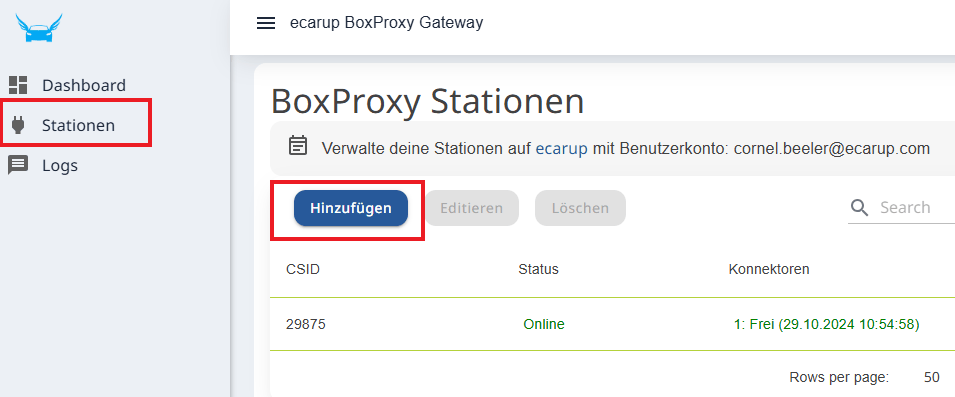 ecarup BoxProxy Gateway
Dashboard
Stationen
Logs
BoxProxy Stationen
Verwalte deine Stationen auf ecarup mit Benutzerkonto: cornel.beeler@ecarup.com
Hinzufügen Editieren Löschen Search
CSID Status Konnektoren
29875 Online 1: Frei (29.10.2024 10:54:58)
Rows per page: 50